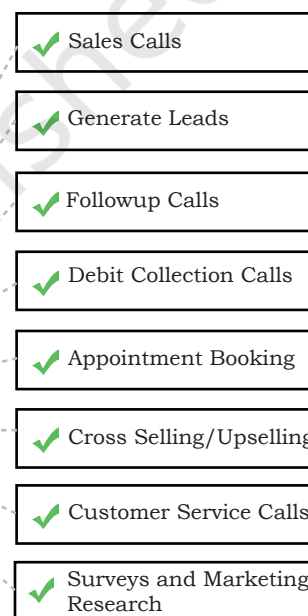 Sales Calls
Generate Leads
Followup Calls
Debit Collection Calls
Appointment Booking
Cross Selling/Upselling
Customer Service Calls
Surveys and Marketing
Research